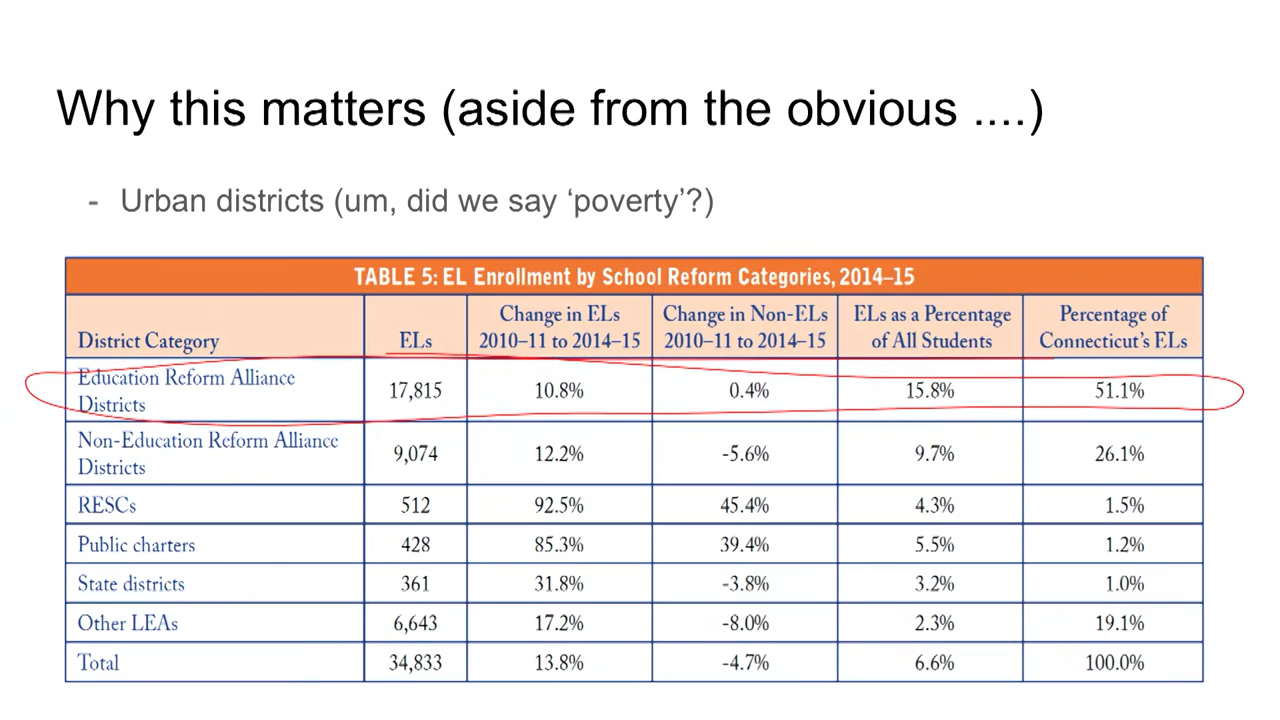 Why this matters (aside from the obvious ....)
- Urban districts (um, did we say ‘poverty’?)
TABLE 5: EL Enrollment by School Reform Categories, 2014–15
District Category ELs Change in ELs 2010–11 to 2014–15 Change in Non-ELs 2010–11 to 2014–15 ELs as a Percentage of All Students Percentage of Connecticut’s ELs
Education Reform Alliance Districts 17,815 10.8% 0.4% 15.8% 51.1%
Non-Education Reform Alliance Districts 9,074 12.2% -5.6% 9.7% 26.1%
RESCs 512 92.5% 45.4% 4.3% 1.5%
Public charters 428 85.3% 39.4% 5.5% 1.2%
State districts 361 31.8% -3.8% 3.2% 1.0%
Other LEAs 6,643 17.2% -8.0% 2.3% 19.1%
Total 34,833 13.8% -4.7% 6.6% 100.0%